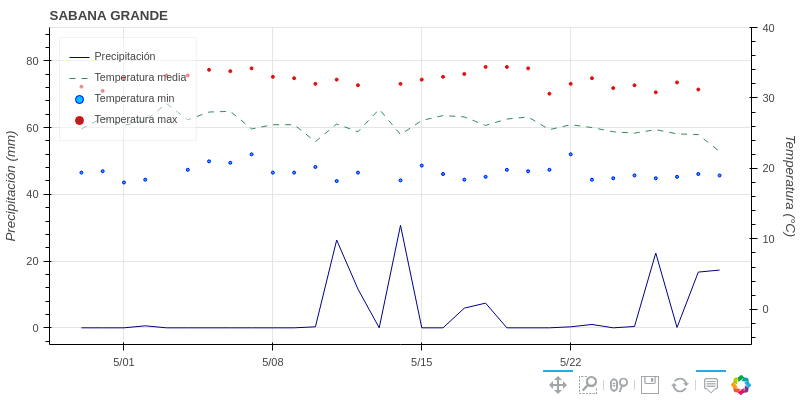 SABANA GRANDE
Precipitación
Temperatura media
Temperatura min
Temperatura max
Precipitación (mm)
80
60
40
20
0
Temperatura (°C)
40
30
20
10
0
5/01
5/08
5/15
5/22